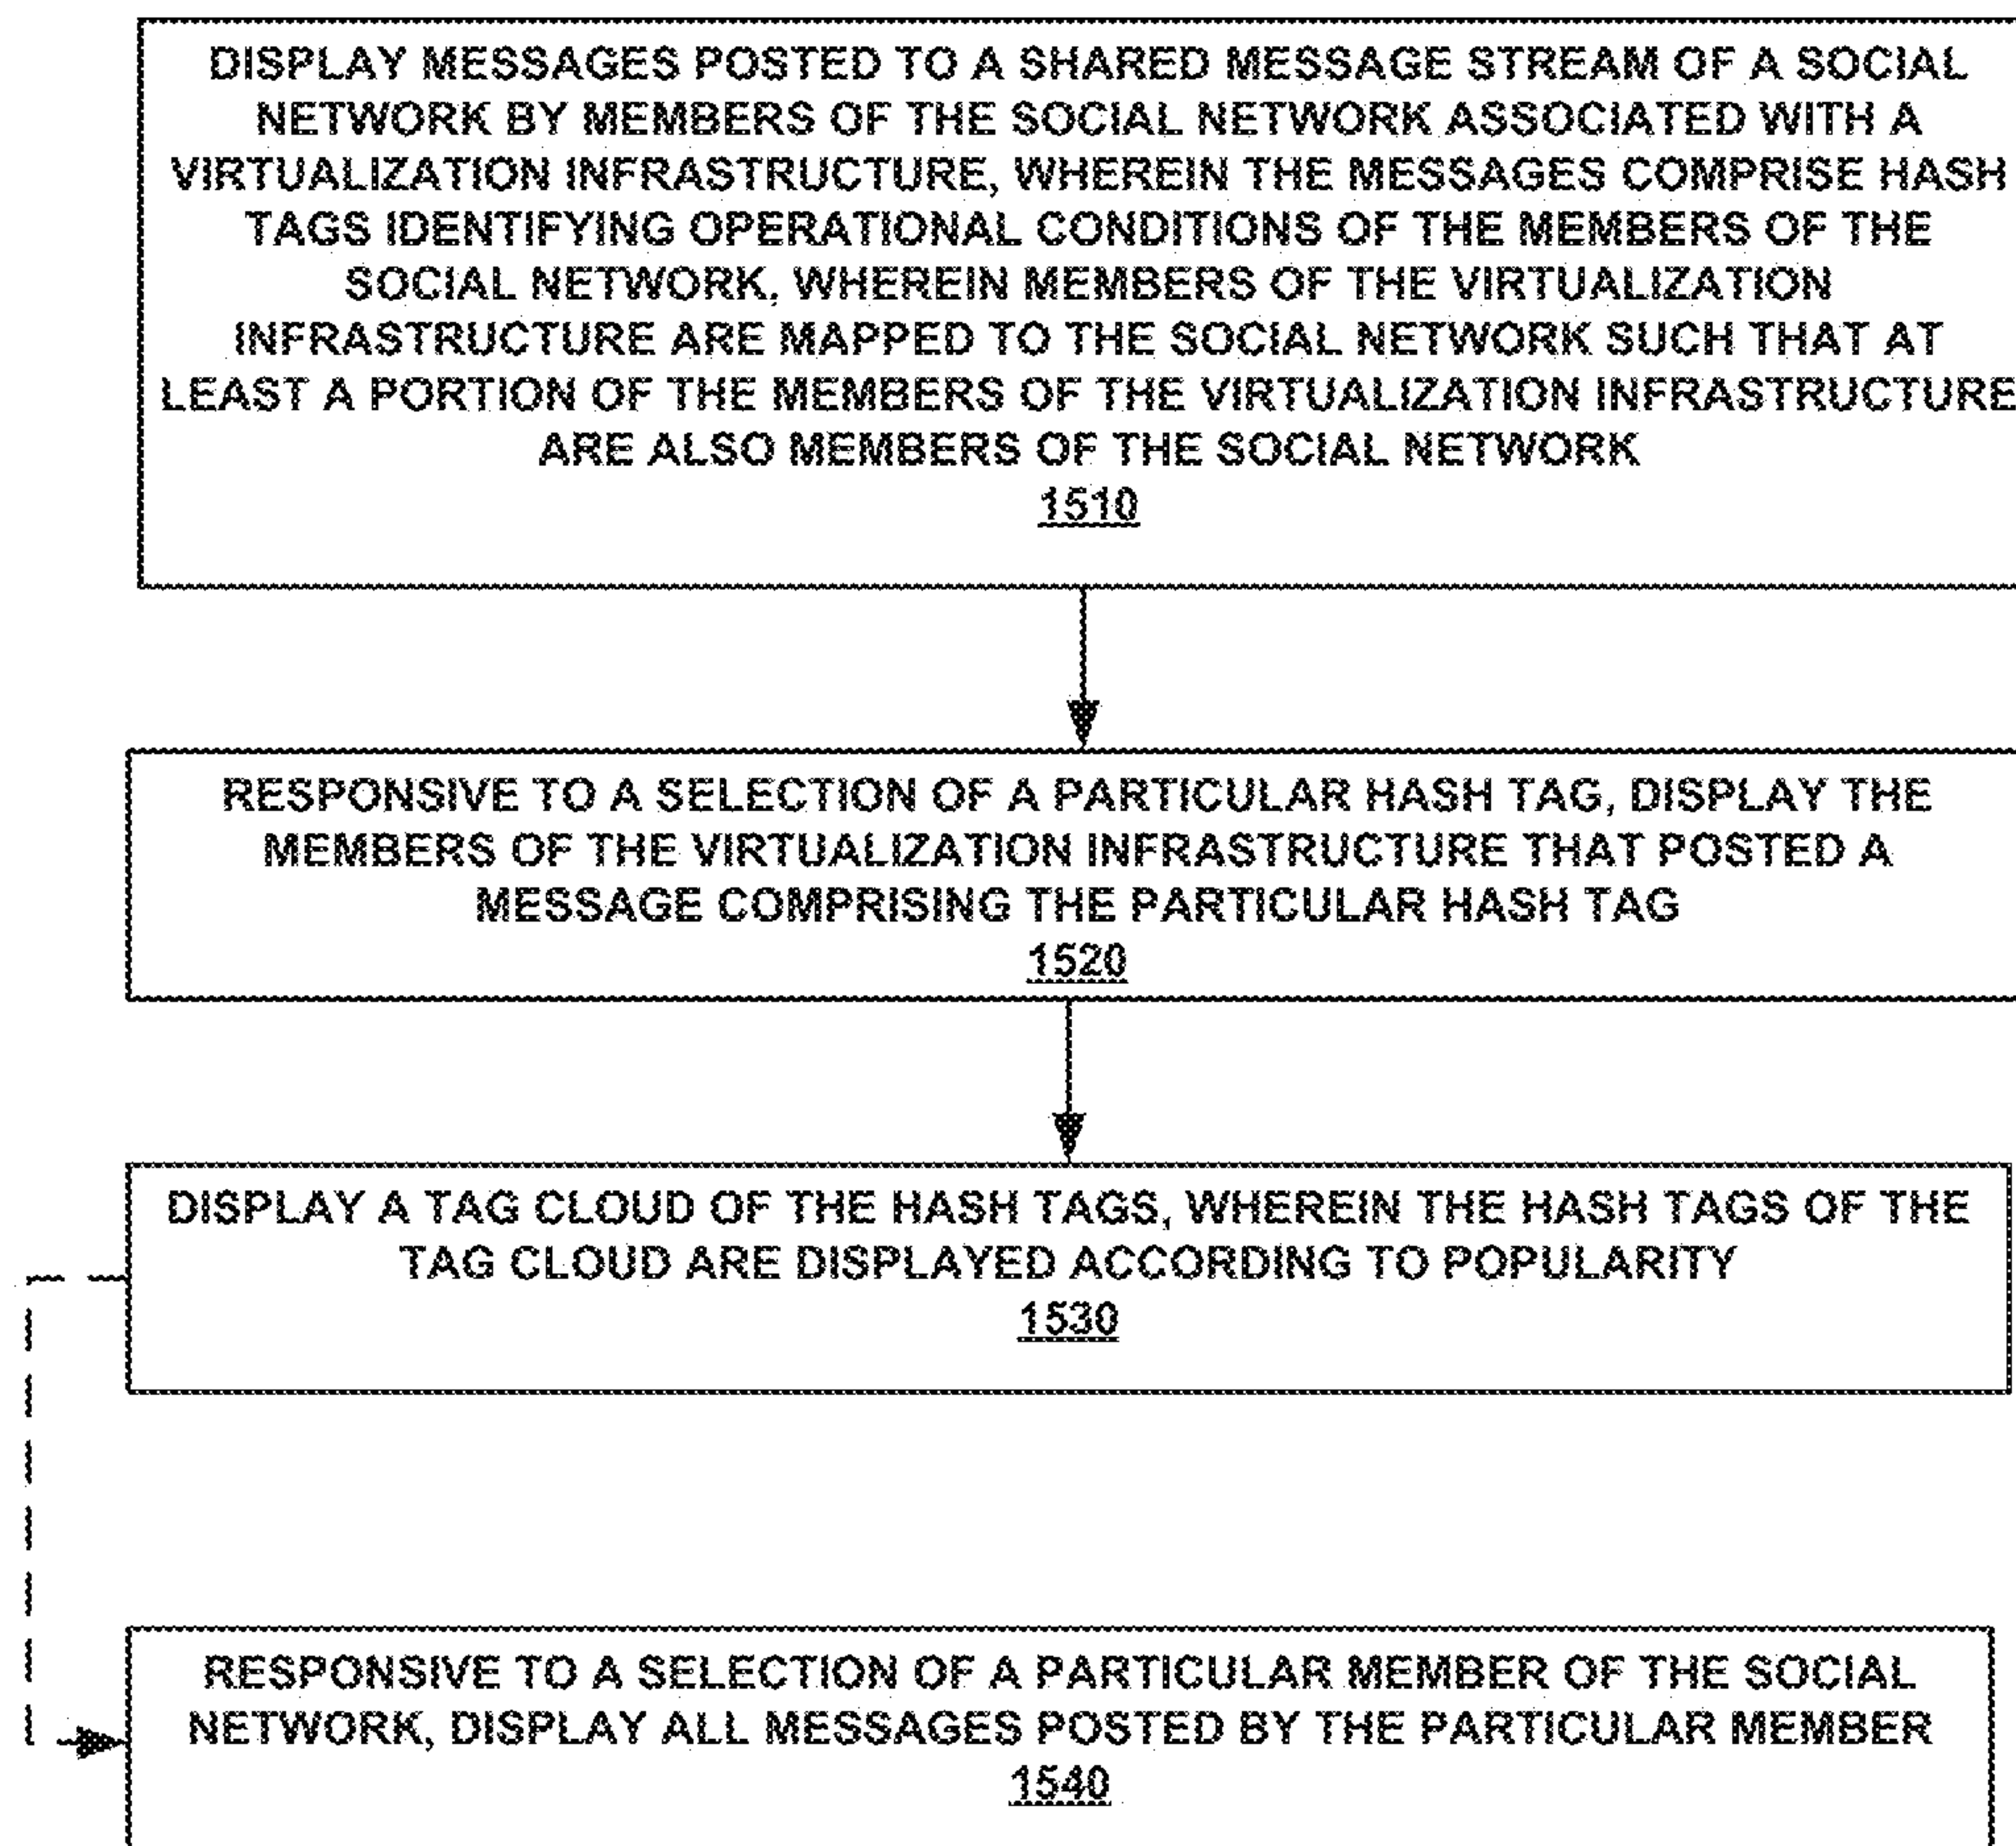 DISPLAY MESSAGES POSTED TO A SHARED MESSAGE STREAM OF A SOCIAL
NETWORK BY MEMBERS OF THE SOCIAL NETWORK ASSOCIATED WITH A
VIRTUALIZATION INFRASTRUCTURE, WHEREIN THE MESSAGES COMPRISE HASH
TAGS IDENTIFYING OPERATIONAL CONDITIONS OF THE MEMBERS OF THE
SOCIAL NETWORK, WHEREIN MEMBERS OF THE VIRTUALIZATION
INFRASTRUCTURE ARE MAPPED TO THE SOCIAL NETWORK SUCH THAT AT
LEAST A PORTION OF THE MEMBERS OF THE VIRTUALIZATION INFRASTRUCTURE
ARE ALSO MEMBERS OF THE SOCIAL NETWORK
1510
RESPONSIVE TO A SELECTION OF A PARTICULAR HASH TAG, DISPLAY THE
MEMBERS OF THE VIRTUALIZATION INFRASTRUCTURE THAT POSTED A
MESSAGE COMPRISING THE PARTICULAR HASH TAG
1520
DISPLAY A TAG CLOUD OF THE HASH TAGS, WHEREIN THE HASH TAGS OF THE
TAG CLOUD ARE DISPLAYED ACCORDING TO POPULARITY
1530
RESPONSIVE TO A SELECTION OF A PARTICULAR MEMBER OF THE SOCIAL
NETWORK, DISPLAY ALL MESSAGES POSTED BY THE PARTICULAR MEMBER
1540